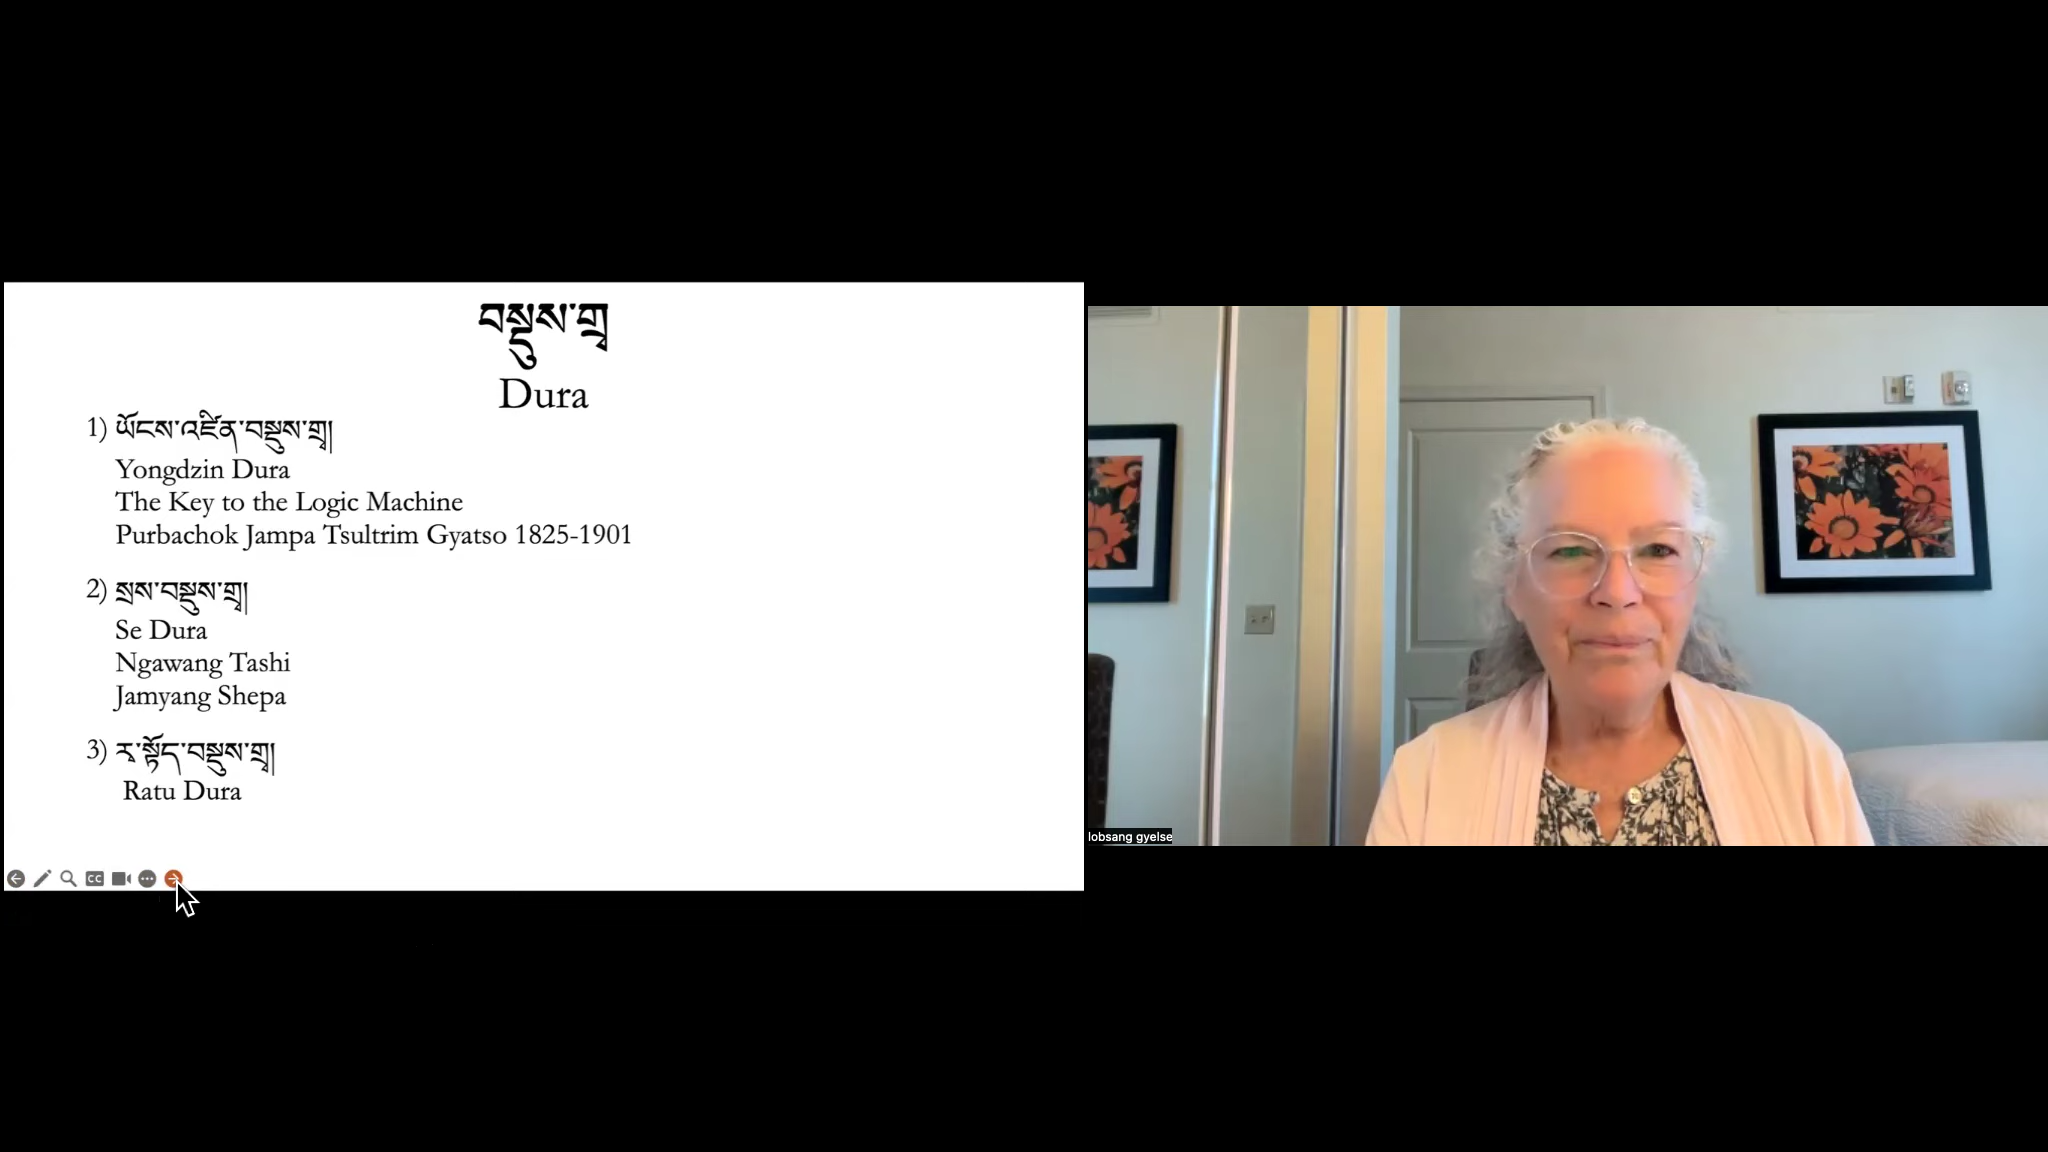 བསྡུས་གྲྭ
Dura
1) ཡོངས་འཛིན་བསྡུས་གྲྭ།
Yongdzin Dura
The Key to the Logic Machine
Purbachok Jampa Tsultrim Gyatso 1825-1901
2) སྲས་བསྡུས་གྲྭ།
Se Dura
Ngawang Tashi
Jamyang Shepa
3) རྭ་སྟོད་བསྡུས་གྲྭ།
Ratu Dura
CC
lobsang gyelse